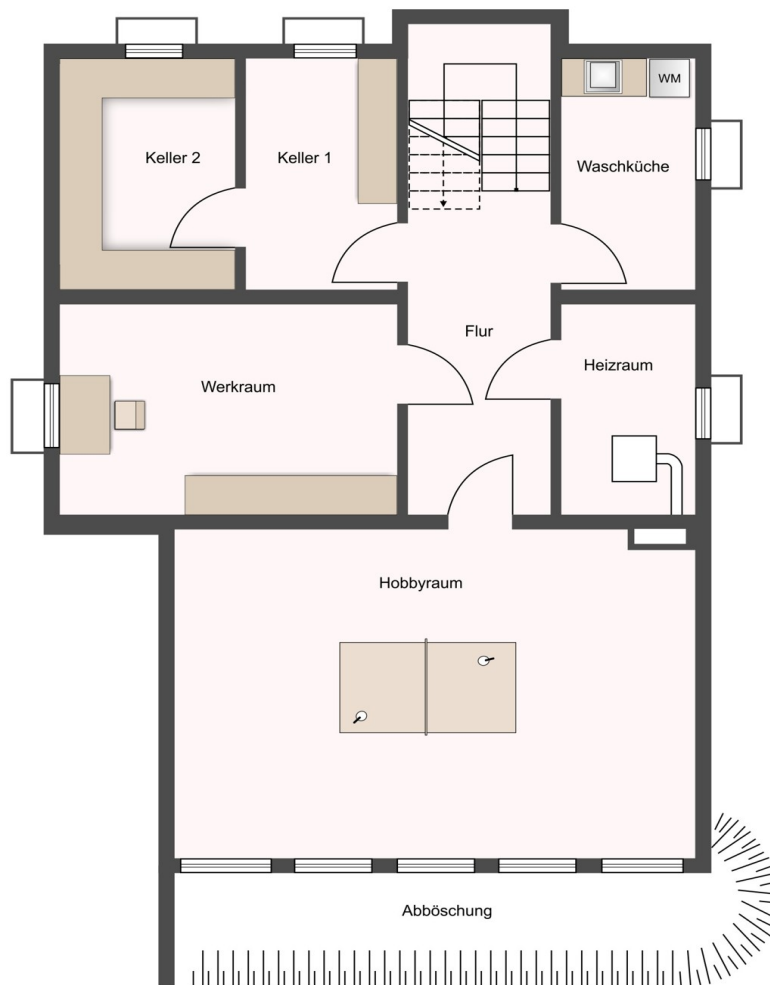 WM
Keller 2
Keller 1
Waschküche
Flur
Heizraum
Werkraum
Hobbyraum
Abböschung